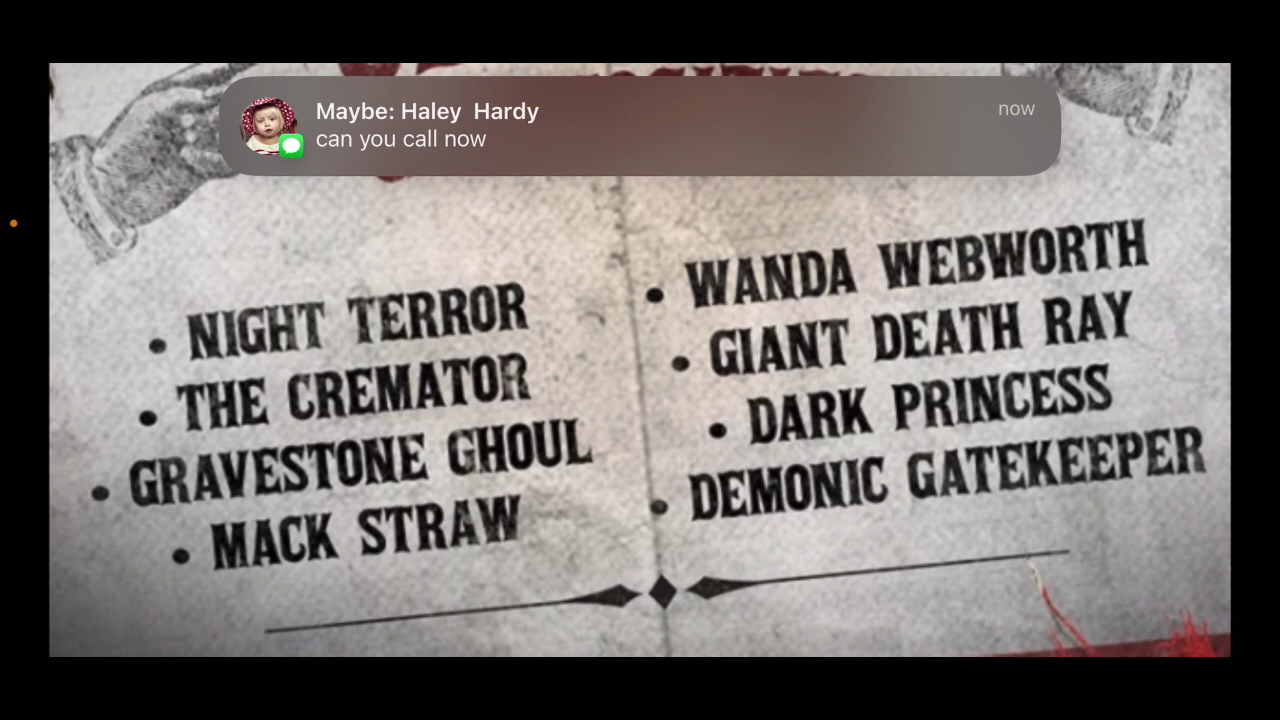 Maybe: Haley Hardy
now
can you call now
• NIGHT TERROR
• THE CREMATOR
• GRAVESTONE GHOUL
• MACK STRAW
• WANDA WEBWORTH
• GIANT DEATH RAY
• DARK PRINCESS
• DEMONIC GATEKEEPER